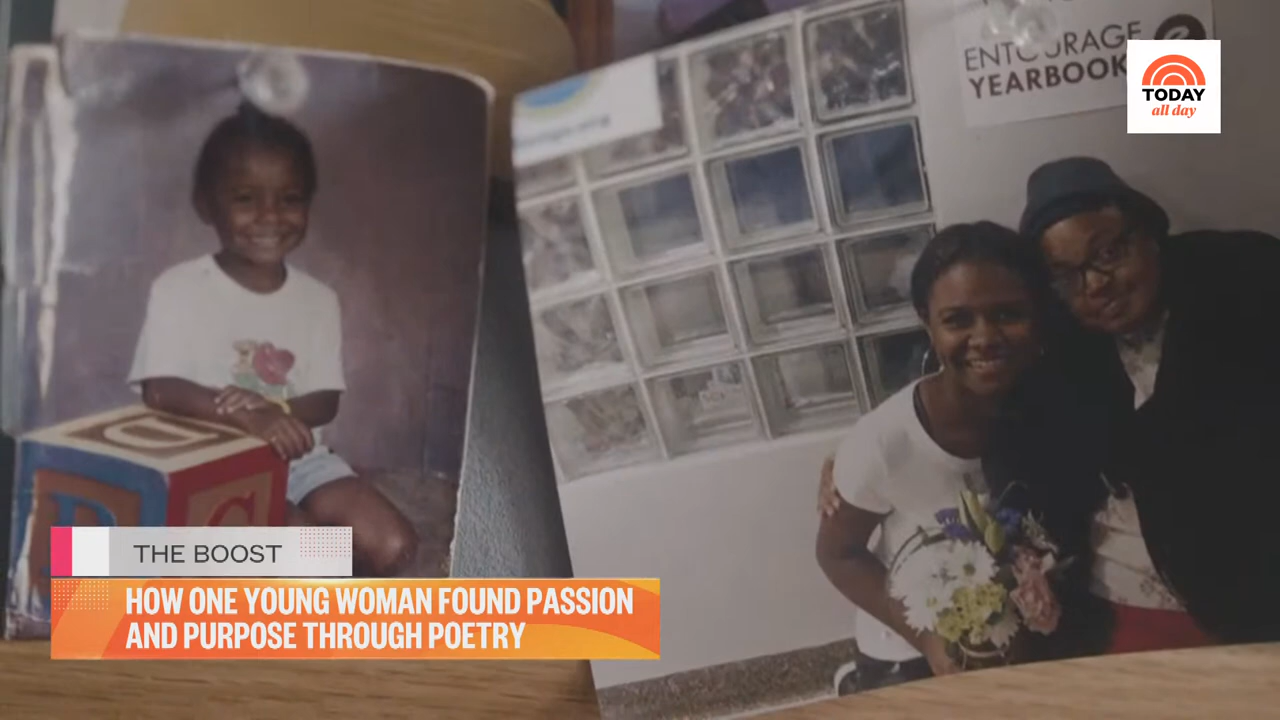 ENTOURAGE
YEARBOOK
TODAY
all day
THE BOOST
HOW ONE YOUNG WOMAN FOUND PASSION
AND PURPOSE THROUGH POETRY